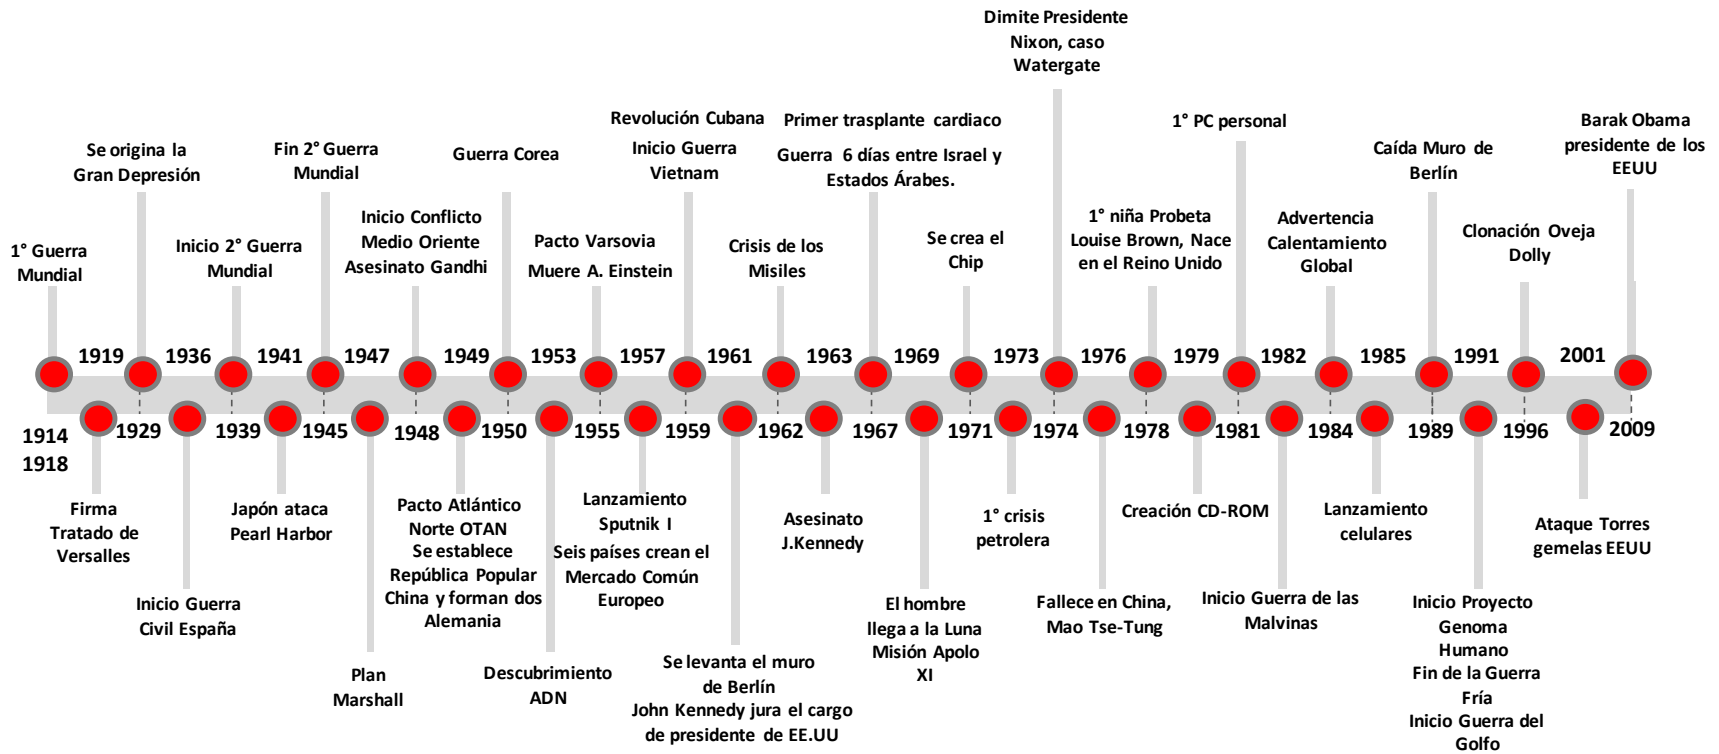 Dimite Presidente
Nixon, caso
Watergate
Se origina la
Gran Depresión
Fin 2° Guerra
Mundial
Guerra Corea
Revolución Cubana
Inicio Guerra
Vietnam
Primer trasplante cardiaco
Guerra 6 días entre Israel y
Estados Árabes.
1° PC personal
Caída Muro de
Berlín
Barak Obama
presidente de los
EEUU
1° Guerra
Mundial
Inicio 2° Guerra
Mundial
Inicio Conflicto
Medio Oriente
Asesinato Gandhi
Pacto Varsovia
Muere A. Einstein
Crisis de los
Misiles
Se crea el
Chip
1° niña Probeta
Louise Brown, Nace
en el Reino Unido
Advertencia
Calentamiento
Global
Clonación Oveja
Dolly
1919 1936 1941 1947 1949 1953 1957 1961 1963 1969 1973 1976 1979 1982 1985 1991 2001
1914 1929 1939 1945 1948 1950 1955 1959 1962 1967 1971 1974 1978 1981 1984 1989 1996 2009
1918
Firma
Tratado de
Versalles
Inicio Guerra
Civil España
Japón ataca
Pearl Harbor
Plan
Marshall
Pacto Atlántico
Norte OTAN
Se establece
República Popular
China y forman dos
Alemania
Descubrimiento
ADN
Lanzamiento
Sputnik I
Seis países crean el
Mercado Común
Europeo
Se levanta el muro
de Berlín
John Kennedy jura el cargo
de presidente de EE.UU
Asesinato
J.Kennedy
El hombre
llega a la Luna
Misión Apolo
XI
1° crisis
petrolera
Fallece en China,
Mao Tse-Tung
Creación CD-ROM
Inicio Guerra de las
Malvinas
Lanzamiento
celulares
Inicio Proyecto
Genoma
Humano
Fin de la Guerra
Fría
Inicio Guerra del
Golfo
Ataque Torres
gemelas EEUU